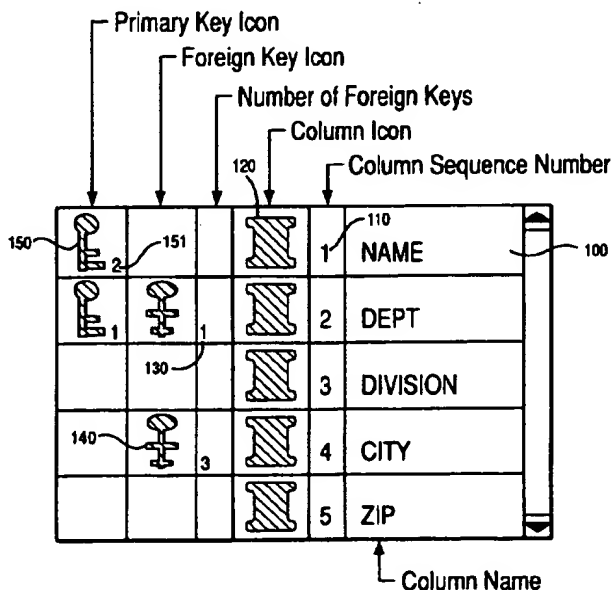 Primary Key Icon
Foreign Key Icon
Number of Foreign Keys
Column Icon
120
Column Sequence Number
150
2
151
1
110
NAME
100
1
1
2
DEPT
130
3
DIVISION
140
3
4
CITY
5
ZIP
Column Name